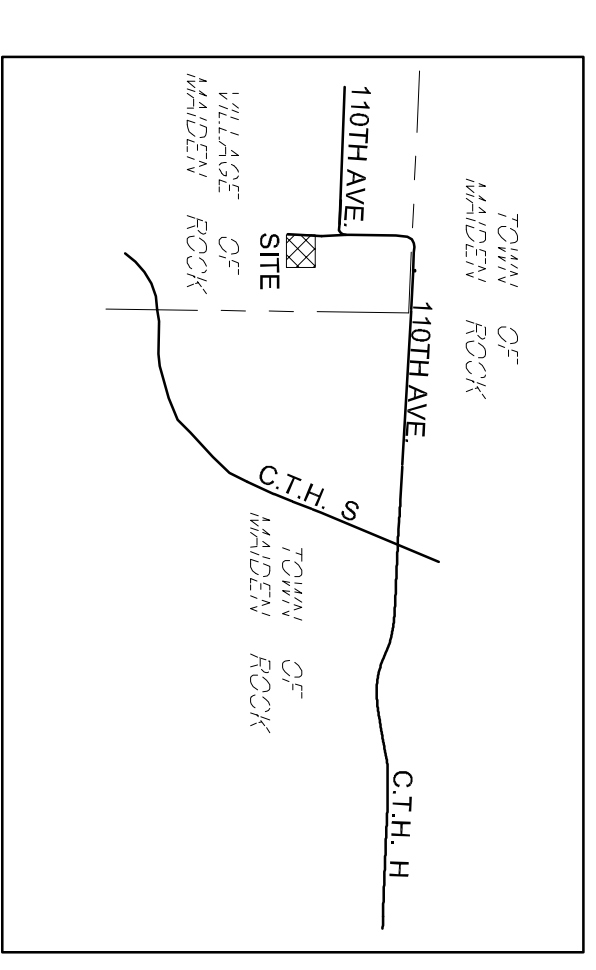 TOWN OF
MAIDEN ROCK
110TH AVE.
110TH AVE.
C.T.H. H
SITE
VILLAGE OF
MAIDEN ROCK
C.T.H. S
TOWN OF
MAIDEN ROCK